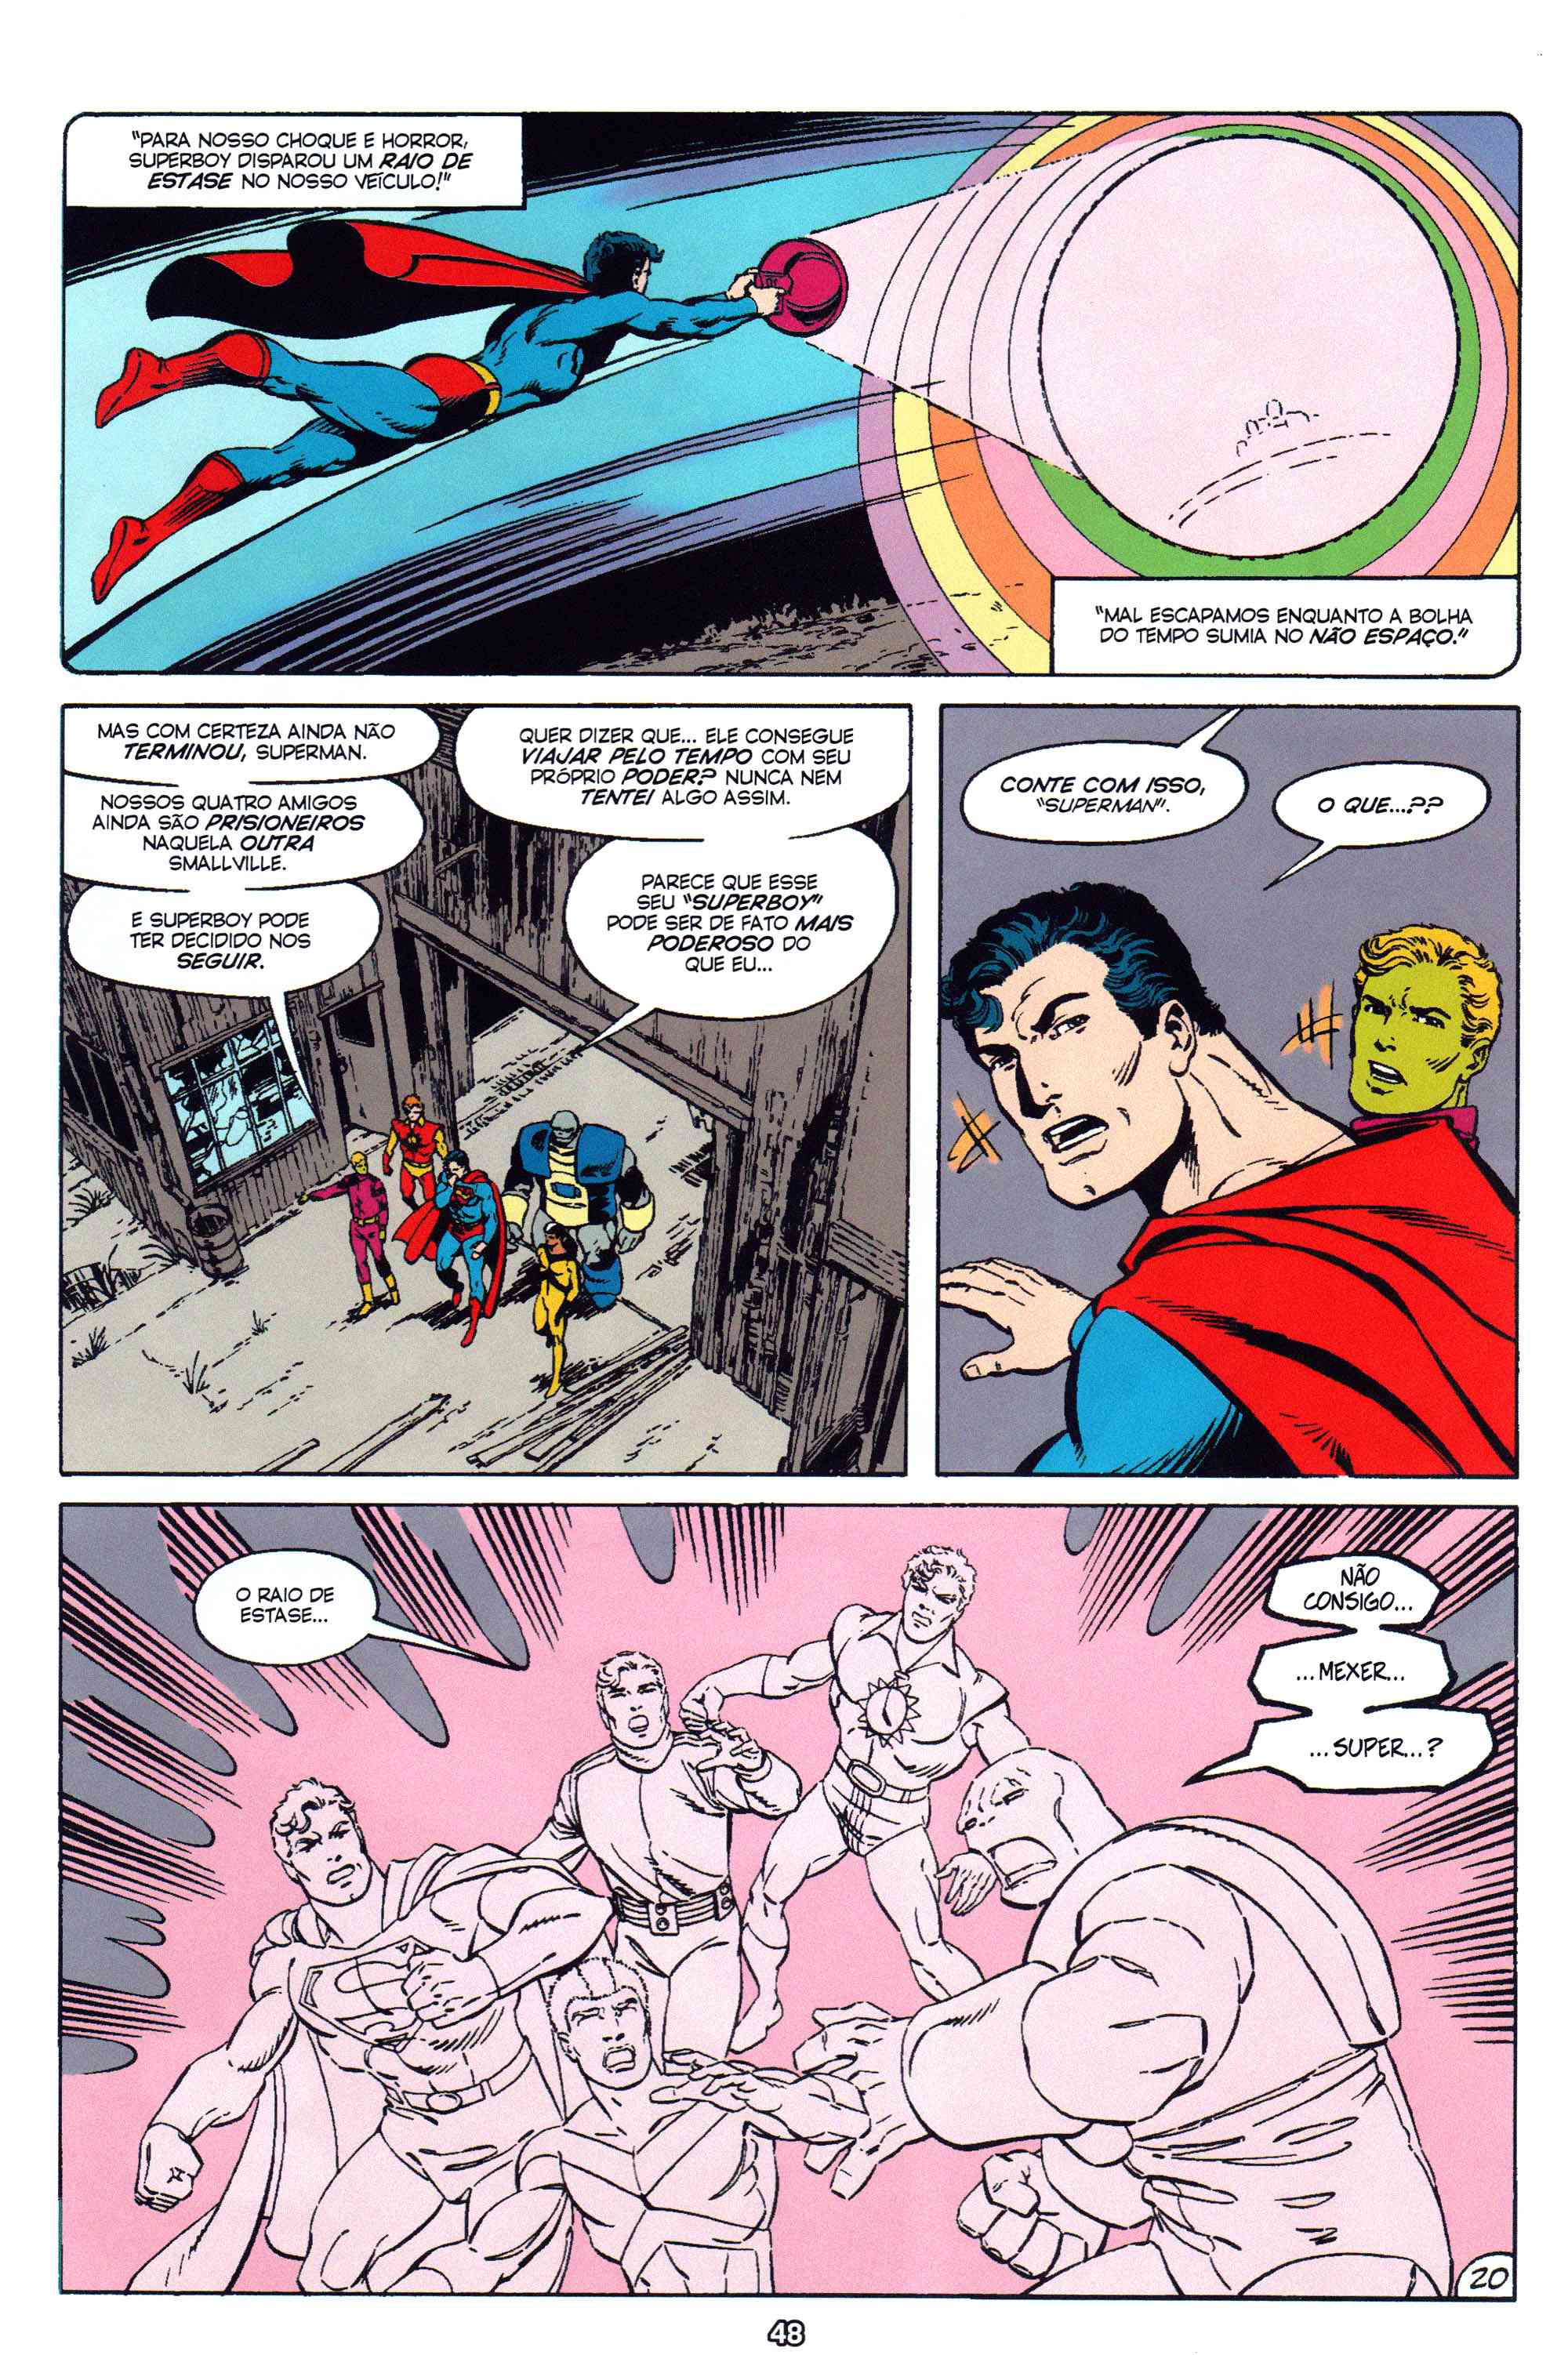 "PARA NOSSO CHOQUE E HORROR,
SUPERBOY DISPAROU UM RAIO DE
ESTASE NO NOSSO VEÍCULO!"
"MAL ESCAPAMOS ENQUANTO A BOLHA
DO TEMPO SUMIA NO NÃO ESPAÇO."
MAS COM CERTEZA AINDA NÃO
TERMINOU, SUPERMAN.
NOSSOS QUATRO AMIGOS
AINDA SÃO PRISIONEIROS
NAQUELA OUTRA
SMALLVILLE.
E SUPERBOY PODE
TER DECIDIDO NOS
SEGUIR.
QUER DIZER QUE... ELE CONSEGUE
VIAJAR PELO TEMPO COM SEU
PRÓPRIO PODER? NUNCA NEM
TENTEI ALGO ASSIM.
PARECE QUE ESSE
SEU "SUPERBOY"
PODE SER DE FATO MAIS
PODEROSO DO
QUE EU...
CONTE COM ISSO,
"SUPERMAN".
O QUE...??
O RAIO DE
ESTASE...
NÃO
CONSIGO...
...MEXER...
...SUPER...?
20
48